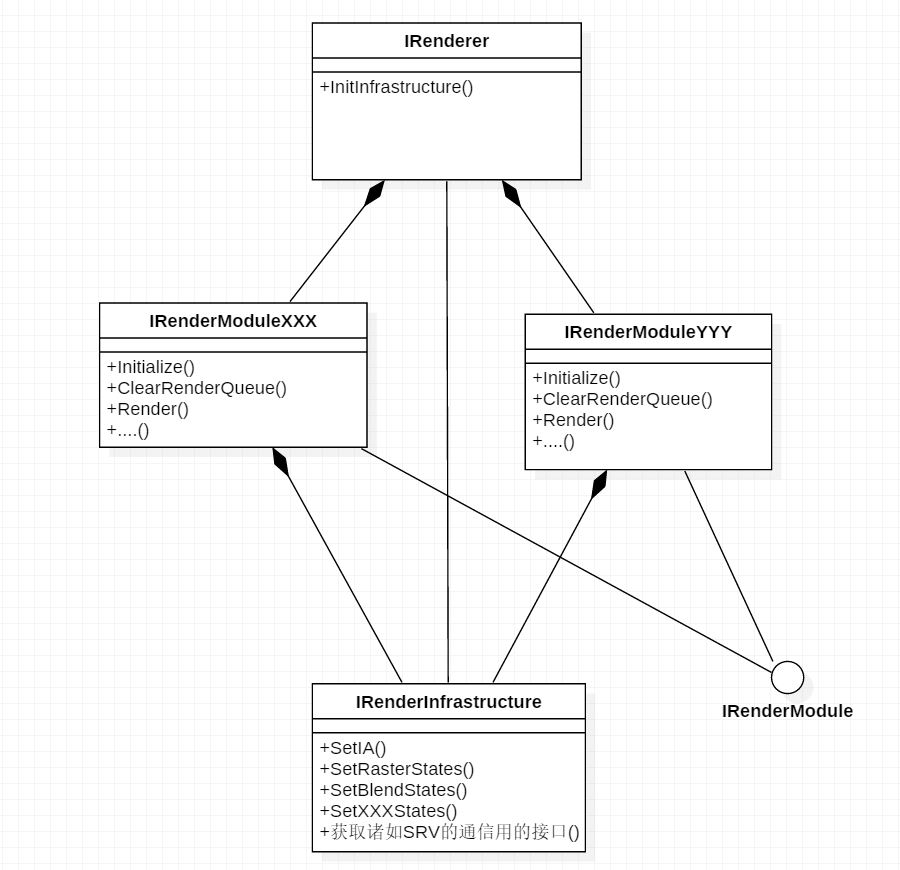 IRenderer
+InitInfrastructure()
IRenderModuleXXX
+Initialize()
+ClearRenderQueue()
+Render()
+....()
IRenderModuleYYY
+Initialize()
+ClearRenderQueue()
+Render()
+....()
IRenderInfrastructure
+SetIA()
+SetRasterStates()
+SetBlendStates()
+SetXXXStates()
+获取诸如SRV的通信用的接口()
IRenderModule